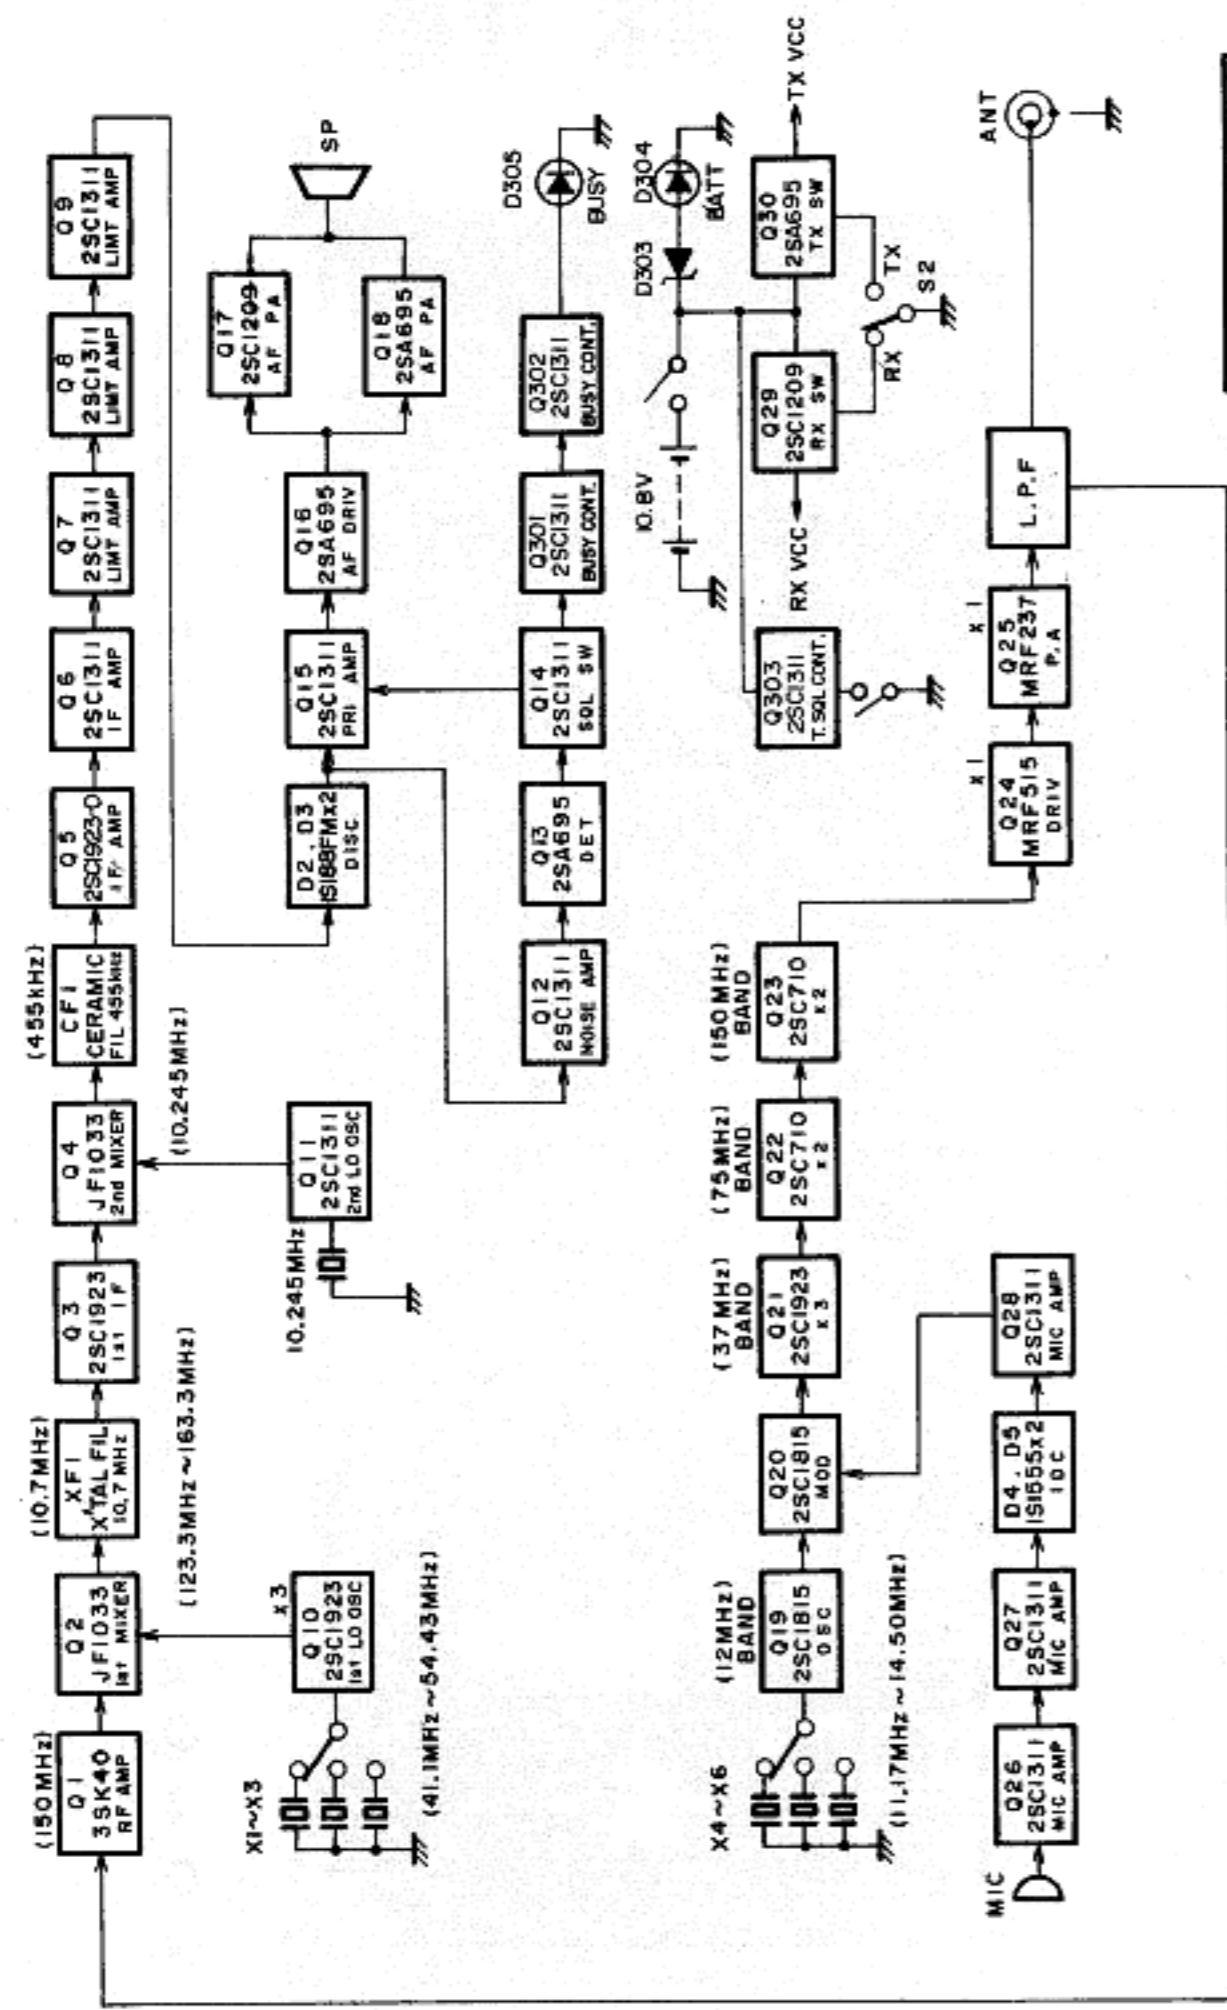 (150MHz)
Q1
3SK40
RF AMP
Q2
JF1033
1st MIXER
(10.7MHz)
XF1
X'TAL FIL
10.7 MHz
Q3
2SC1923
1st IF
Q4
JF1033
2nd MIXER
(455kHz)
CF1
CERAMIC
FIL 455kHz
Q5
2SC1923-O
IF AMP
Q6
2SC1311
IF AMP
Q7
2SC1311
LIMT AMP
Q8
2SC1311
LIMT AMP
Q9
2SC1311
LIMT AMP
(123.3MHz~163.3MHz)
(10.245MHz)
X1~X3
x3
Q10
2SC1923
1st LO OSC
(41.1MHz~54.43MHz)
10.245MHz
Q11
2SC1311
2nd LO OSC
D2, D3
1S188FMx2
DISC.
Q15
2SC1311
PRI AMP
Q16
2SA695
AF DRIV
Q17
2SC1209
AF PA
Q18
2SA695
AF PA
SP
Q12
2SC1311
NOISE AMP
Q13
2SA695
DET
Q14
2SC1311
SQL SW
Q301
2SC1311
BUSY CONT.
Q302
2SC1311
BUSY CONT.
D305
BUSY
10.8V
D303
D304
BATT
Q303
2SC1311
T. SQL CONT.
RX VCC
Q29
2SC1209
RX SW
Q30
2SA695
TX SW
TX VCC
RX
TX
S2
X4~X6
(12MHz)
BAND
Q19
2SC1815
OSC
(11.17MHz~14.50MHz)
Q20
2SC1815
MOD
(37MHz)
BAND
Q21
2SC1923
x3
(75MHz)
BAND
Q22
2SC710
x2
(150MHz)
BAND
Q23
2SC710
x2
x1
Q24
MRF515
DRIV
x1
Q25
MRF237
P.A
L.P.F
ANT
MIC
Q26
2SC1311
MIC AMP
Q27
2SC1311
MIC AMP
D4, D5
1S1555x2
IDC
Q28
2SC1311
MIC AMP